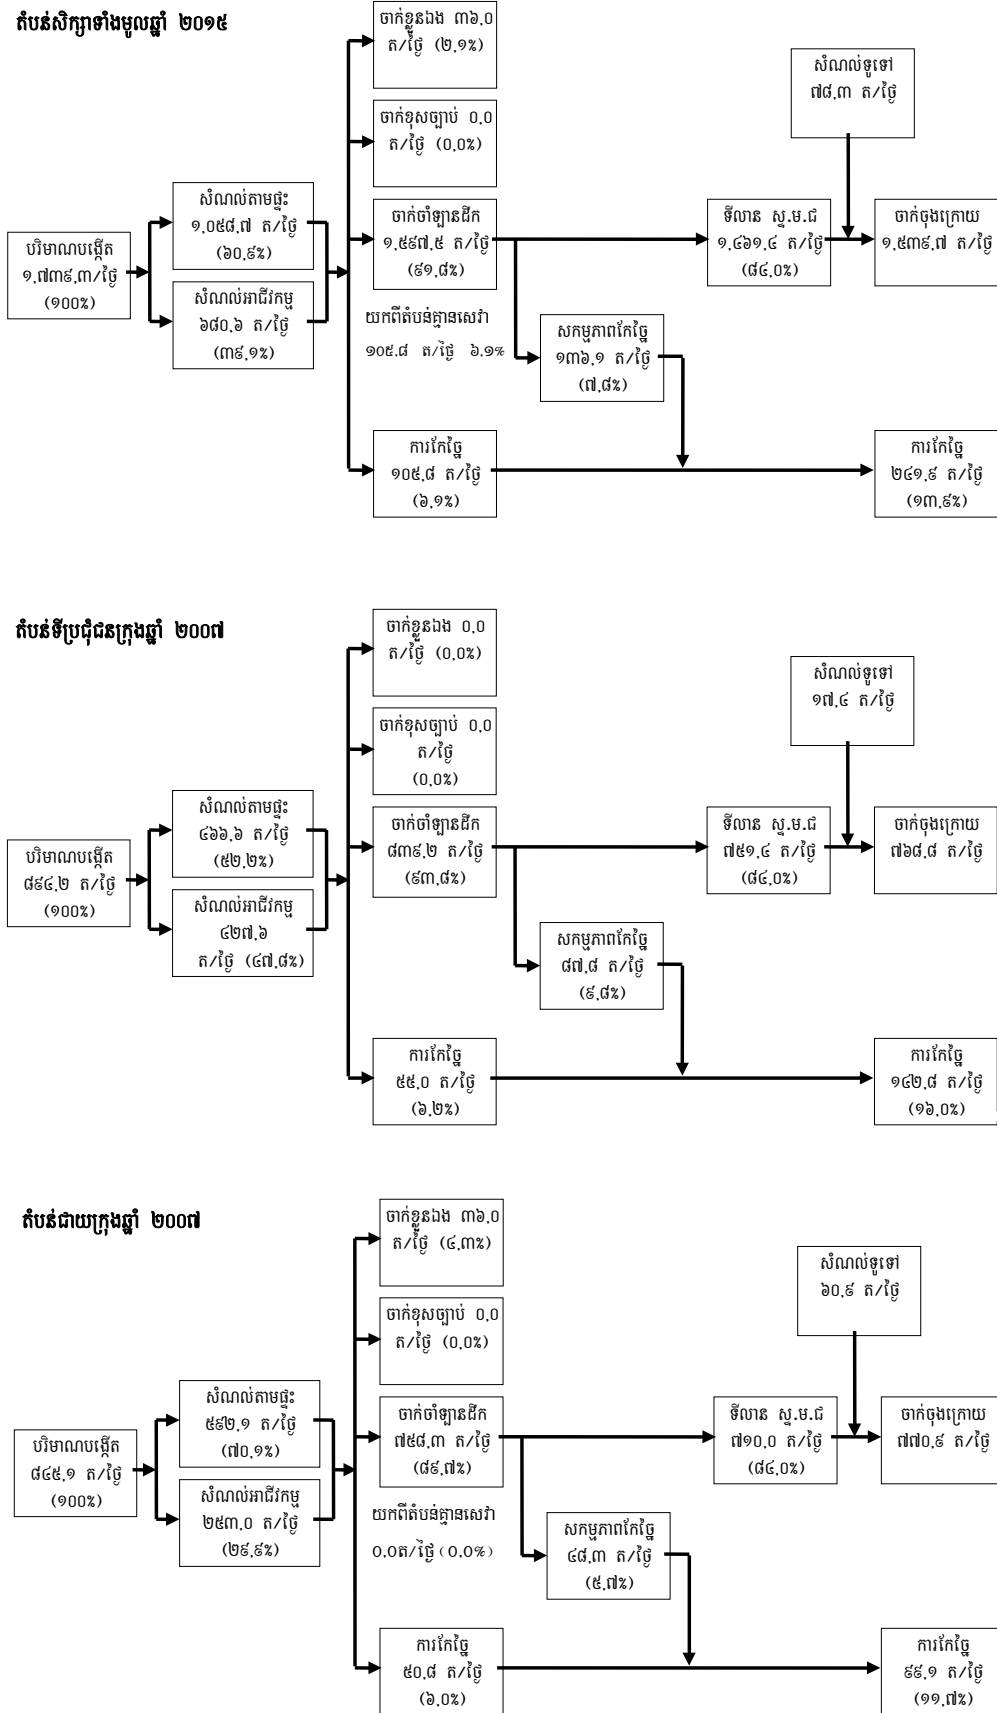 តំបន់សិក្សាទាំងមូលឆ្នាំ ២០១៥
ចាក់ខ្លួនឯង ៣៦.០
ត/ថ្ងៃ (២.១%)
សំណល់ទូទៅ
៧៨.៣ ត/ថ្ងៃ
ចាក់ខុសច្បាប់ ០.០
ត/ថ្ងៃ (០.០%)
សំណល់តាមផ្ទះ
១.០៥៨.៧ ត/ថ្ងៃ
(៦០.៩%)
ចាក់ចាំឡានដឹក
១.៥៩៧.៥ ត/ថ្ងៃ
(៩១.៨%)
ទីលាន ស្ទ.ម.ជ
១.៤៦១.៤ ត/ថ្ងៃ
(៨៤.០%)
ចាក់ចុងក្រោយ
១.៥៣៩.៧ ត/ថ្ងៃ
បរិមាណបង្កើត
១.៧៣៩.៣/ថ្ងៃ
(១០០%)
សំណល់អាជីវកម្ម
៦៨០.៦ ត/ថ្ងៃ
(៣៩.១%)
យកពីតំបន់គ្មានសេវា
១០៥.៨ ត/ថ្ងៃ ៦.១%
សកម្មភាពកែច្នៃ
១៣៦.១ ត/ថ្ងៃ
(៧.៨%)
ការកែច្នៃ
១០៥.៨ ត/ថ្ងៃ
(៦.១%)
ការកែច្នៃ
២៤១.៩ ត/ថ្ងៃ
(១៣.៩%)
តំបន់ទីប្រជុំជនក្រុងឆ្នាំ ២០០៧
ចាក់ខ្លួនឯង ០.០
ត/ថ្ងៃ (០.០%)
សំណល់ទូទៅ
១៧.៤ ត/ថ្ងៃ
ចាក់ខុសច្បាប់ ០.០
ត/ថ្ងៃ
(០.០%)
សំណល់តាមផ្ទះ
៤៦៦.៦ ត/ថ្ងៃ
(៥២.២%)
ចាក់ចាំឡានដឹក
៨៣៩.២ ត/ថ្ងៃ
(៩៣.៨%)
ទីលាន ស្ទ.ម.ជ
៧៥១.៤ ត/ថ្ងៃ
(៨៤.០%)
ចាក់ចុងក្រោយ
៧៦៨.៨ ត/ថ្ងៃ
បរិមាណបង្កើត
៨៩៤.២ ត/ថ្ងៃ
(១០០%)
សំណល់អាជីវកម្ម
៤២៧.៦
ត/ថ្ងៃ (៤៧.៨%)
សកម្មភាពកែច្នៃ
៨៧.៨ ត/ថ្ងៃ
(៩.៨%)
ការកែច្នៃ
៥៥.០ ត/ថ្ងៃ
(៦.២%)
ការកែច្នៃ
១៤២.៨ ត/ថ្ងៃ
(១៦.០%)
តំបន់ជាយក្រុងឆ្នាំ ២០០៧
ចាក់ខ្លួនឯង ៣៦.០
ត/ថ្ងៃ (៤.៣%)
សំណល់ទូទៅ
៦០.៩ ត/ថ្ងៃ
ចាក់ខុសច្បាប់ ០.០
ត/ថ្ងៃ (០.០%)
សំណល់តាមផ្ទះ
៥៩២.១ ត/ថ្ងៃ
(៧០.១%)
ចាក់ចាំឡានដឹក
៧៥៨.៣ ត/ថ្ងៃ
(៨៩.៧%)
ទីលាន ស្ទ.ម.ជ
៧១០.០ ត/ថ្ងៃ
(៨៤.០%)
ចាក់ចុងក្រោយ
៧៧០.៩ ត/ថ្ងៃ
បរិមាណបង្កើត
៨៤៥.១ ត/ថ្ងៃ
(១០០%)
សំណល់អាជីវកម្ម
២៥៣.០ ត/ថ្ងៃ
(២៩.៩%)
យកពីតំបន់គ្មានសេវា
០.០ត/ថ្ងៃ (០.០%)
សកម្មភាពកែច្នៃ
៤៨.៣ ត/ថ្ងៃ
(៥.៧%)
ការកែច្នៃ
៥០.៨ ត/ថ្ងៃ
(៦.០%)
ការកែច្នៃ
៩៩.១ ត/ថ្ងៃ
(១១.៧%)